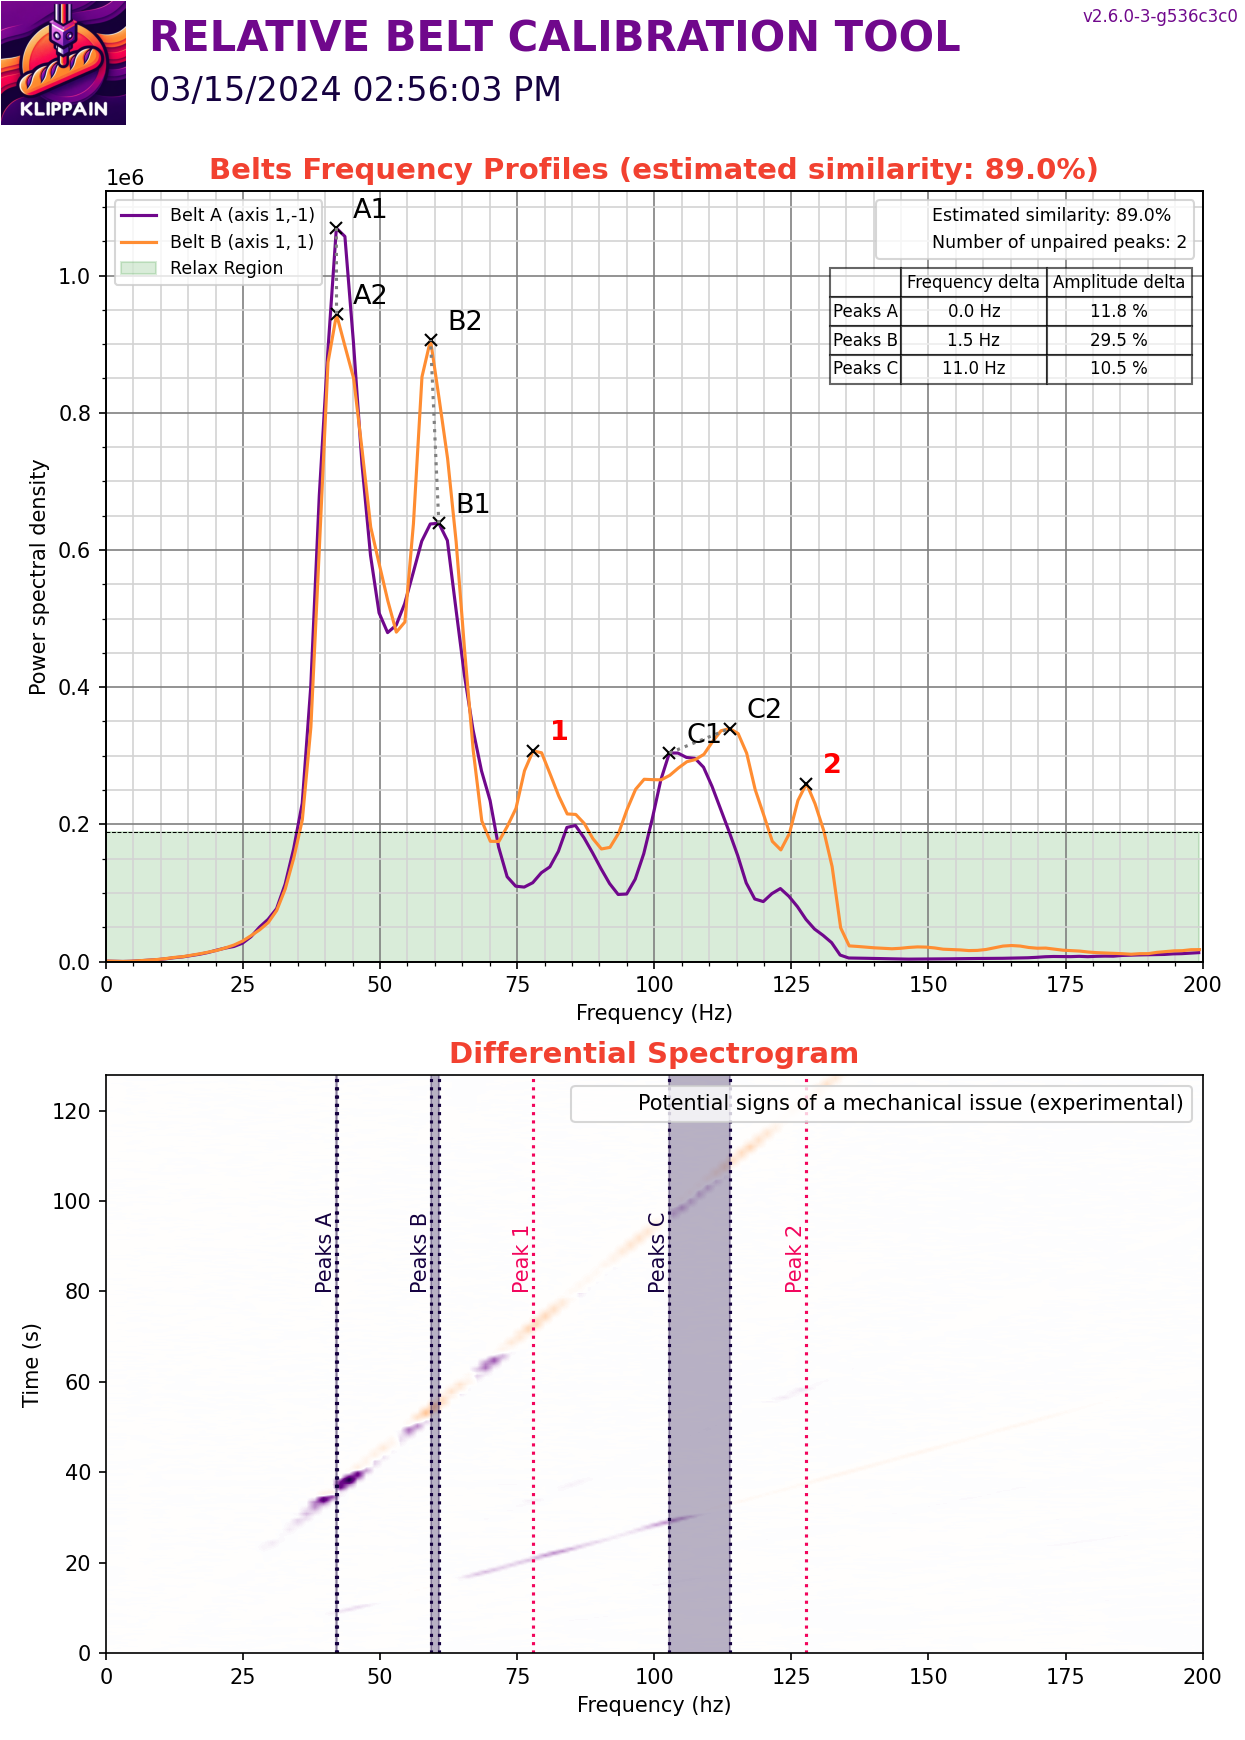 v2.6.0-3-g536c3c0
RELATIVE BELT CALIBRATION TOOL
03/15/2024 02:56:03 PM
KLIPPAIN
Belts Frequency Profiles (estimated similarity: 89.0%)
1e6
Belt A (axis 1,-1)
Belt B (axis 1, 1)
Relax Region
Estimated similarity: 89.0%
Number of unpaired peaks: 2
Frequency delta Amplitude delta
Peaks A 0.0 Hz 11.8 %
Peaks B 1.5 Hz 29.5 %
Peaks C 11.0 Hz 10.5 %
A1
A2
B2
B1
1
C1
C2
2
Power spectral density
1.0
0.8
0.6
0.4
0.2
0.0
0 25 50 75 100 125 150 175 200
Frequency (Hz)
Differential Spectrogram
Potential signs of a mechanical issue (experimental)
Peaks A
Peaks B
Peak 1
Peaks C
Peak 2
Time (s)
120
100
80
60
40
20
0
0 25 50 75 100 125 150 175 200
Frequency (hz)